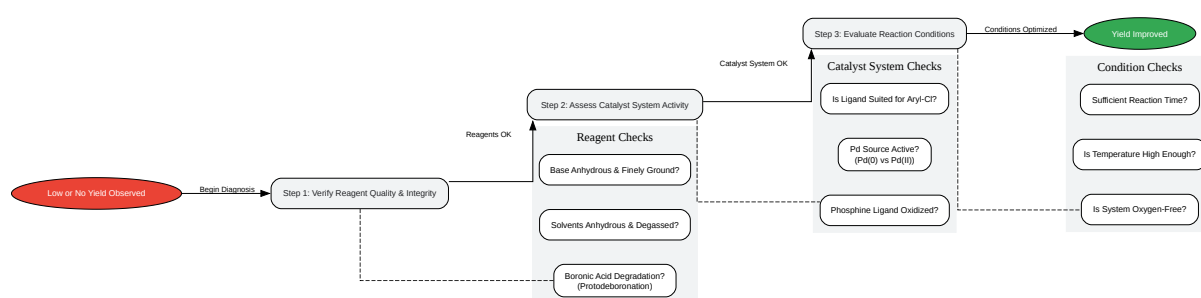 Low or No Yield Observed
Begin Diagnosis
Step 1: Verify Reagent Quality & Integrity
Reagents OK
Step 2: Assess Catalyst System Activity
Reagent Checks
Base Anhydrous & Finely Ground?
Solvents Anhydrous & Degassed?
Boronic Acid Degradation?
(Protodeboronation)
Catalyst System OK
Step 3: Evaluate Reaction Conditions
Catalyst System Checks
Is Ligand Suited for Aryl-Cl?
Pd Source Active?
(Pd(0) vs Pd(II))
Phosphine Ligand Oxidized?
Conditions Optimized
Yield Improved
Condition Checks
Sufficient Reaction Time?
Is Temperature High Enough?
Is System Oxygen-Free?